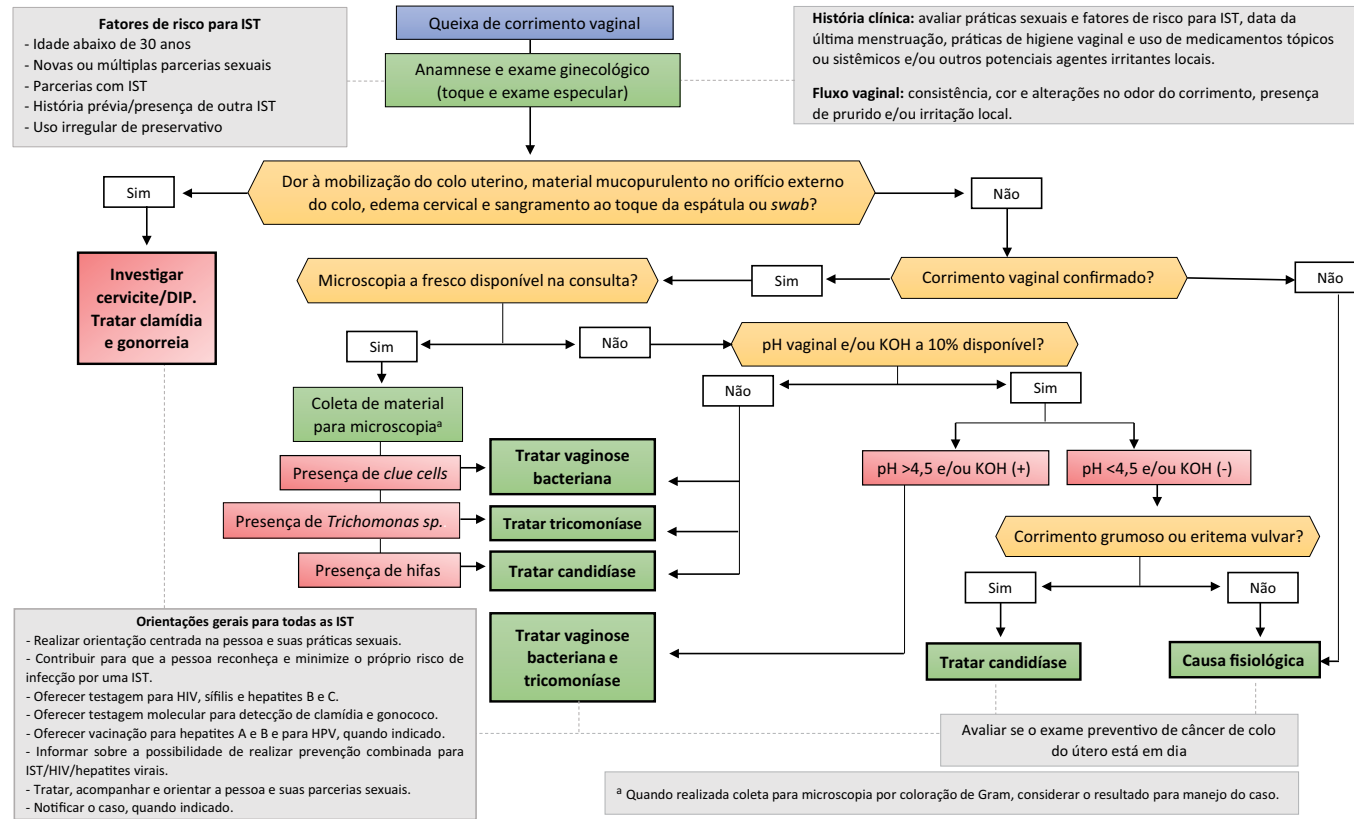 Fatores de risco para IST
- Idade abaixo de 30 anos
- Novas ou múltiplas parcerias sexuais
- Parcerias com IST
- História prévia/presença de outra IST
- Uso irregular de preservativo
Queixa de corrimento vaginal
Anamnese e exame ginecológico
(toque e exame especular)
História clínica: avaliar práticas sexuais e fatores de risco para IST, data da
última menstruação, práticas de higiene vaginal e uso de medicamentos tópicos
ou sistêmicos e/ou outros potenciais agentes irritantes locais.
Fluxo vaginal: consistência, cor e alterações no odor do corrimento, presença
de prurido e/ou irritação local.
Sim
Dor à mobilização do colo uterino, material mucopurulento no orifício externo
do colo, edema cervical e sangramento ao toque da espátula ou swab?
Não
Investigar
cervicite/DIP.
Tratar clamídia
e gonorreia
Microscopia a fresco disponível na consulta?
Sim
Corrimento vaginal confirmado?
Não
Sim
Não
pH vaginal e/ou KOH a 10% disponível?
Não
Sim
Coleta de material
para microscopiaᵃ
Presença de clue cells
Tratar vaginose
bacteriana
pH >4,5 e/ou KOH (+)
pH <4,5 e/ou KOH (-)
Presença de Trichomonas sp.
Tratar tricomoníase
Corrimento grumoso ou eritema vulvar?
Presença de hifas
Tratar candidíase
Sim
Não
Tratar vaginose
bacteriana e
tricomoníase
Tratar candidíase
Causa fisiológica
Orientações gerais para todas as IST
- Realizar orientação centrada na pessoa e suas práticas sexuais.
- Contribuir para que a pessoa reconheça e minimize o próprio risco de
infecção por uma IST.
- Oferecer testagem para HIV, sífilis e hepatites B e C.
- Oferecer testagem molecular para detecção de clamídia e gonococo.
- Oferecer vacinação para hepatites A e B e para HPV, quando indicado.
- Informar sobre a possibilidade de realizar prevenção combinada para
IST/HIV/hepatites virais.
- Tratar, acompanhar e orientar a pessoa e suas parcerias sexuais.
- Notificar o caso, quando indicado.
Avaliar se o exame preventivo de câncer de colo
do útero está em dia
ᵃ Quando realizada coleta para microscopia por coloração de Gram, considerar o resultado para manejo do caso.